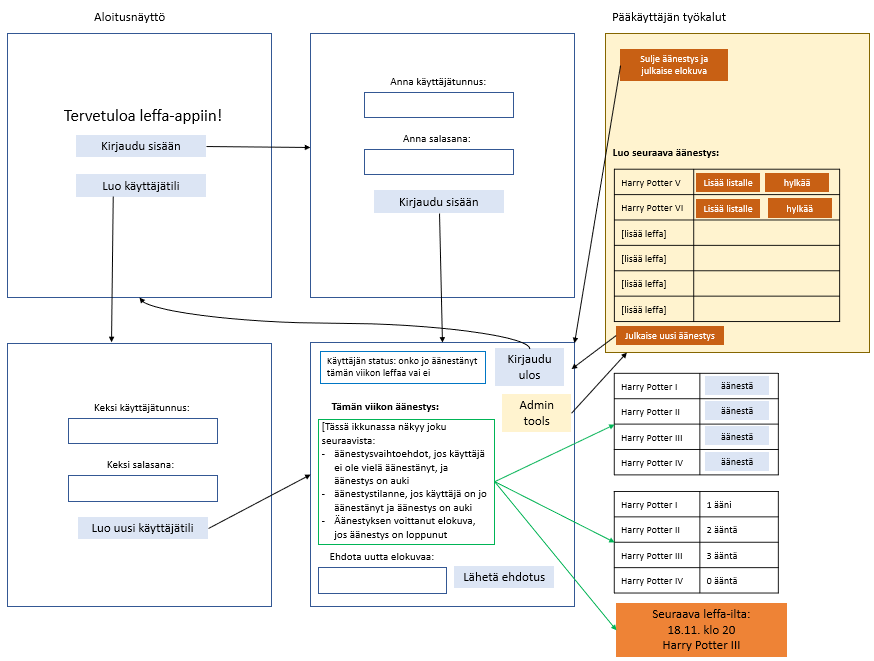 Aloitusnäyttö
Tervetuloa leffa-appiin!
Kirjaudu sisään
Luo käyttäjätili
Anna käyttäjätunnus:
Anna salasana:
Kirjaudu sisään
Pääkäyttäjän työkalut
Sulje äänestys ja
julkaise elokuva
Luo seuraava äänestys:
Harry Potter V Lisää listalle hylkää
Harry Potter VI Lisää listalle hylkää
[lisää leffa]
[lisää leffa]
[lisää leffa]
[lisää leffa]
Julkaise uusi äänestys
Keksi käyttäjätunnus:
Keksi salasana:
Luo uusi käyttäjätili
Käyttäjän status: onko jo äänestänyt
tämän viikon leffaa vai ei
Kirjaudu
ulos
Admin
tools
Tämän viikon äänestys:
[Tässä ikkunassa näkyy joku
seuraavista:
- äänestysvaihtoehdot, jos käyttäjä
ei ole vielä äänestänyt, ja
äänestys on auki
- äänestystilanne, jos käyttäjä on jo
äänestänyt ja äänestys on auki
- Äänestyksen voittanut elokuva,
jos äänestys on loppunut
Ehdota uutta elokuvaa:
Lähetä ehdotus
Harry Potter I äänestä
Harry Potter II äänestä
Harry Potter III äänestä
Harry Potter IV äänestä
Harry Potter I 1 ääni
Harry Potter II 2 ääntä
Harry Potter III 3 ääntä
Harry Potter IV 0 ääntä
Seuraava leffa-ilta:
18.11. klo 20
Harry Potter III